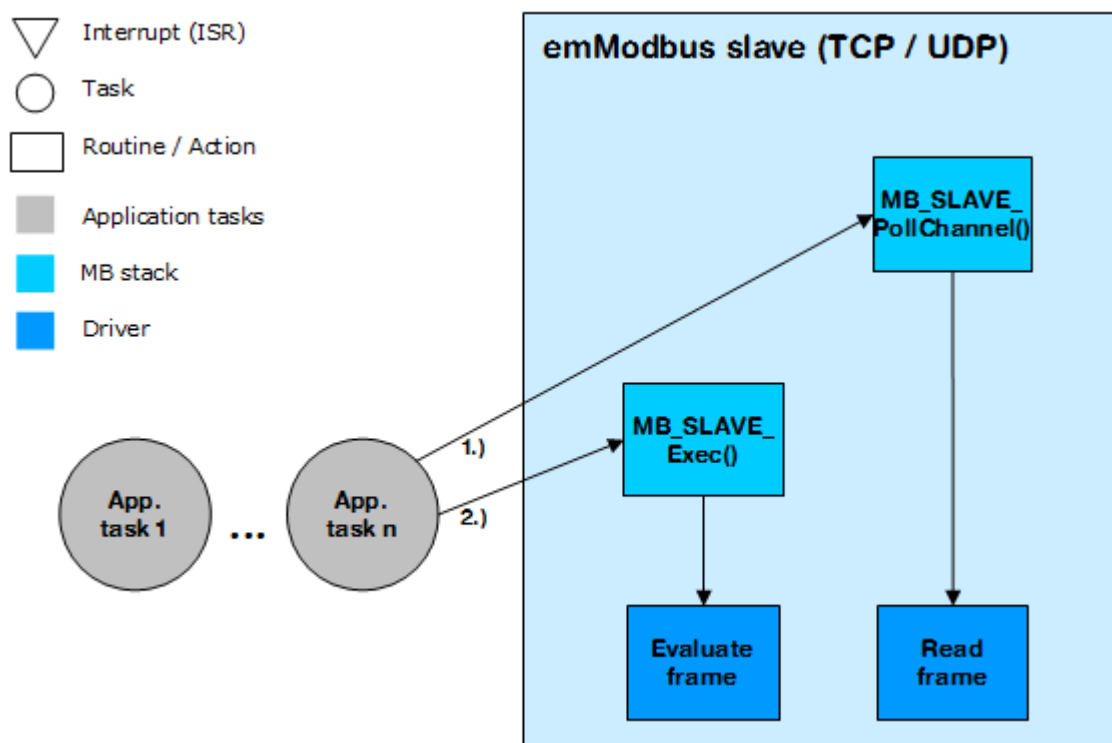 Interrupt (ISR)
Task
Routine / Action
Application tasks
MB stack
Driver
emModbus slave (TCP / UDP)
MB_SLAVE_
PollChannel()
MB_SLAVE_
Exec()
1.)
2.)
App.
task 1
...
App.
task n
Evaluate
frame
Read
frame